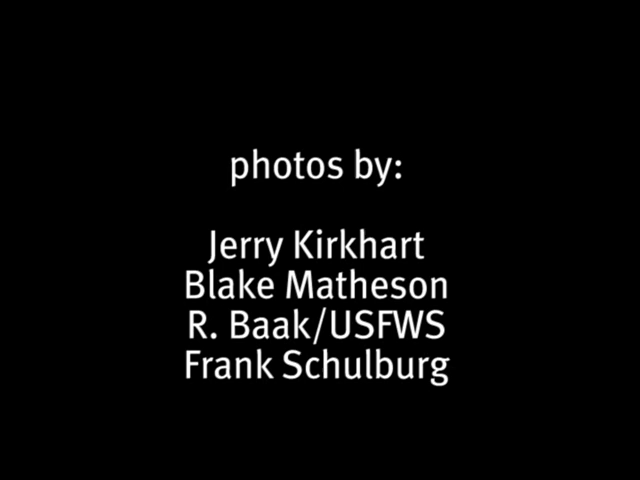 photos by:
Jerry Kirkhart
Blake Matheson
R. Baak/USFWS
Frank Schulburg